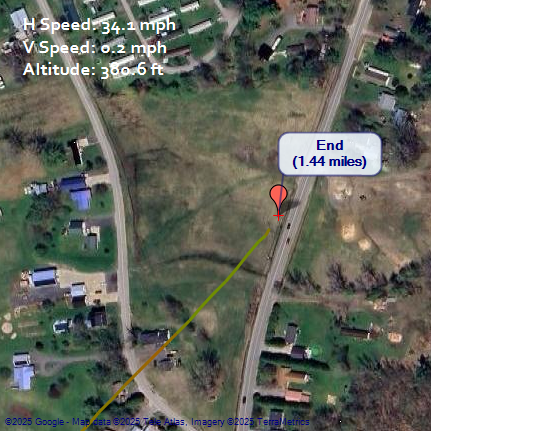 H Speed: 34.1 mph
V Speed: 0.2 mph
Altitude: 360.6 ft
End
(1.44 miles)
©2025 Google - Map data ©2025 Tele Atlas, Imagery ©2025 TerraMetrics